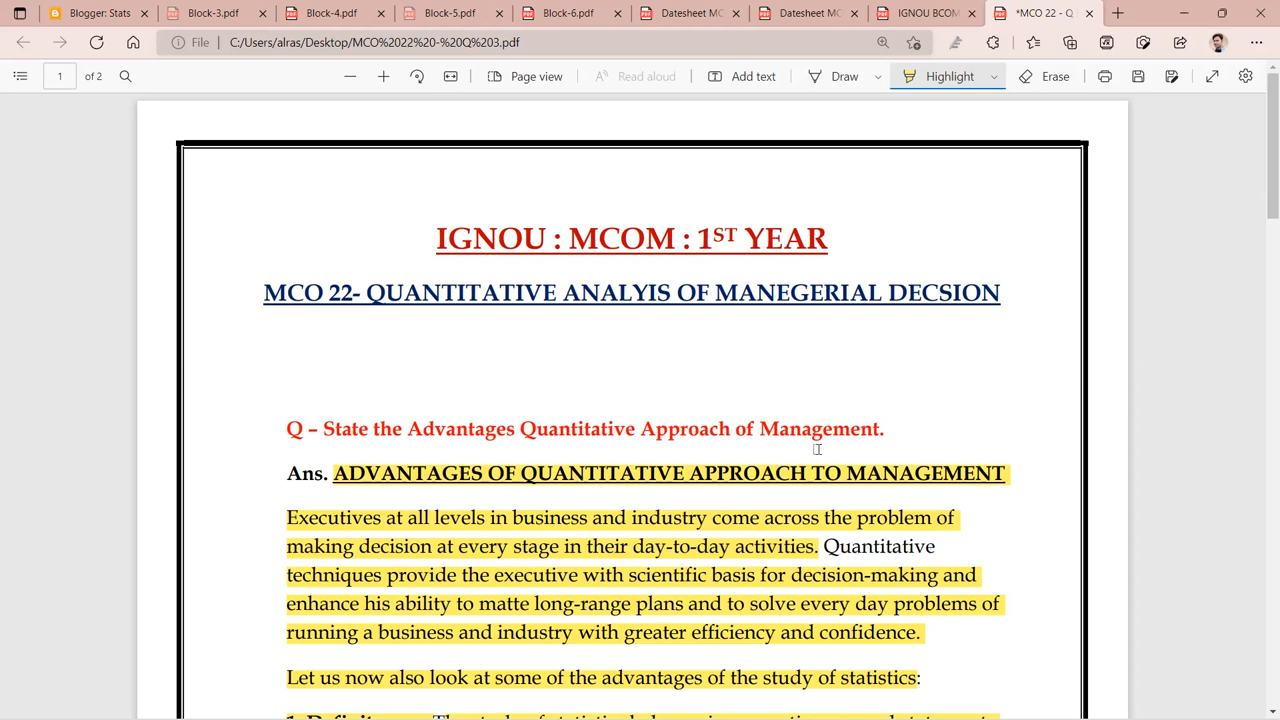 Blogger: Stats
Block-3.pdf
Block-4.pdf
Block-5.pdf
Block-6.pdf
Datesheet MC
Datesheet MC
IGNOU BCOM
*MCO 22 - Q
File C:/Users/alras/Desktop/MCO%2022%20-%20Q%203.pdf
1 of 2 Page view Read aloud Add text Draw Highlight Erase
IGNOU : MCOM : 1ST YEAR
MCO 22- QUANTITATIVE ANALYIS OF MANEGERIAL DECSION
Q – State the Advantages Quantitative Approach of Management.
Ans. ADVANTAGES OF QUANTITATIVE APPROACH TO MANAGEMENT
Executives at all levels in business and industry come across the problem of
making decision at every stage in their day-to-day activities. Quantitative
techniques provide the executive with scientific basis for decision-making and
enhance his ability to matte long-range plans and to solve every day problems of
running a business and industry with greater efficiency and confidence.
Let us now also look at some of the advantages of the study of statistics: